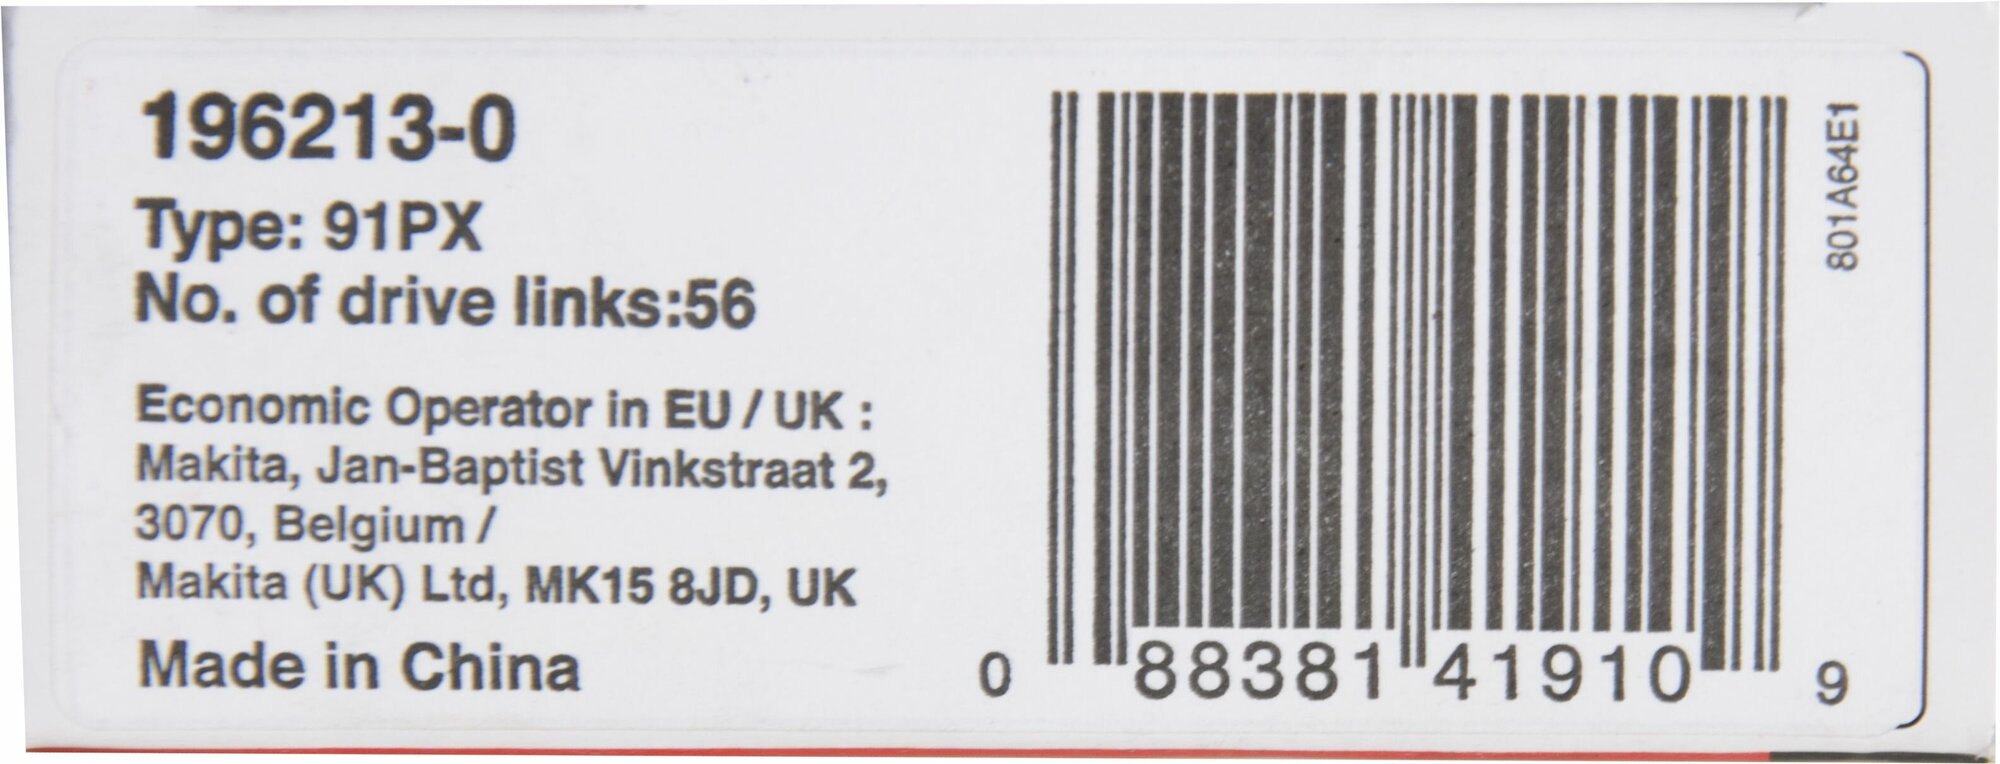 196213-0
Type: 91PX
No. of drive links:56
Economic Operator in EU / UK :
Makita, Jan-Baptist Vinkstraat 2,
3070, Belgium /
Makita (UK) Ltd, MK15 8JD, UK
Made in China
0 88381 41910 9
801A64E1